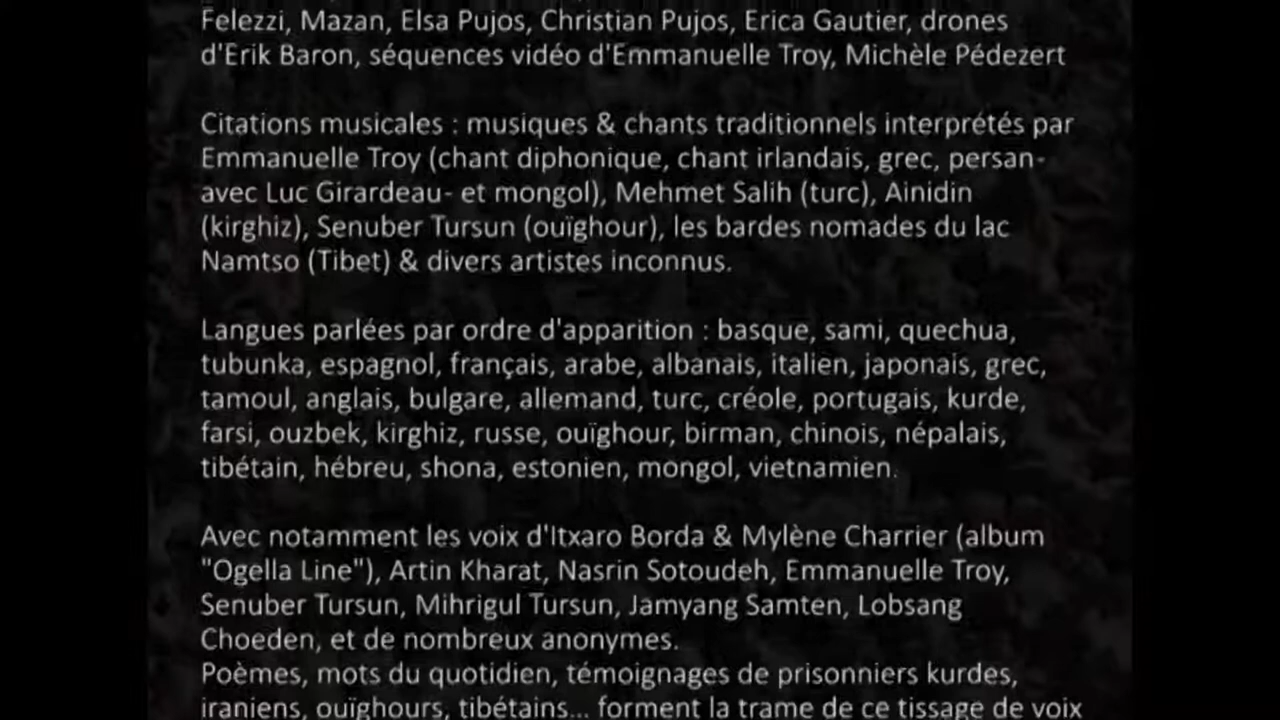 Felezzi, Mazan, Elsa Pujos, Christian Pujos, Erica Gautier, drones
d'Erik Baron, séquences vidéo d'Emmanuelle Troy, Michèle Pédezert
Citations musicales : musiques & chants traditionnels interprétés par
Emmanuelle Troy (chant diphonique, chant irlandais, grec, persan-
avec Luc Girardeau- et mongol), Mehmet Salih (turc), Ainidin
(kirghiz), Senuber Tursun (ouïghour), les bardes nomades du lac
Namtso (Tibet) & divers artistes inconnus.
Langues parlées par ordre d'apparition : basque, sami, quechua,
tubunka, espagnol, français, arabe, albanais, italien, japonais, grec,
tamoul, anglais, bulgare, allemand, turc, créole, portugais, kurde,
farsi, ouzbek, kirghiz, russe, ouïghour, birman, chinois, népalais,
tibétain, hébreu, shona, estonien, mongol, vietnamien.
Avec notamment les voix d'Itxaro Borda & Mylène Charrier (album
"Ogella Line"), Artin Kharat, Nasrin Sotoudeh, Emmanuelle Troy,
Senuber Tursun, Mihrigul Tursun, Jamyang Samten, Lobsang
Choeden, et de nombreux anonymes.
Poèmes, mots du quotidien, témoignages de prisonniers kurdes,
iraniens, ouïghours, tibétains... forment la trame de ce tissage de voix